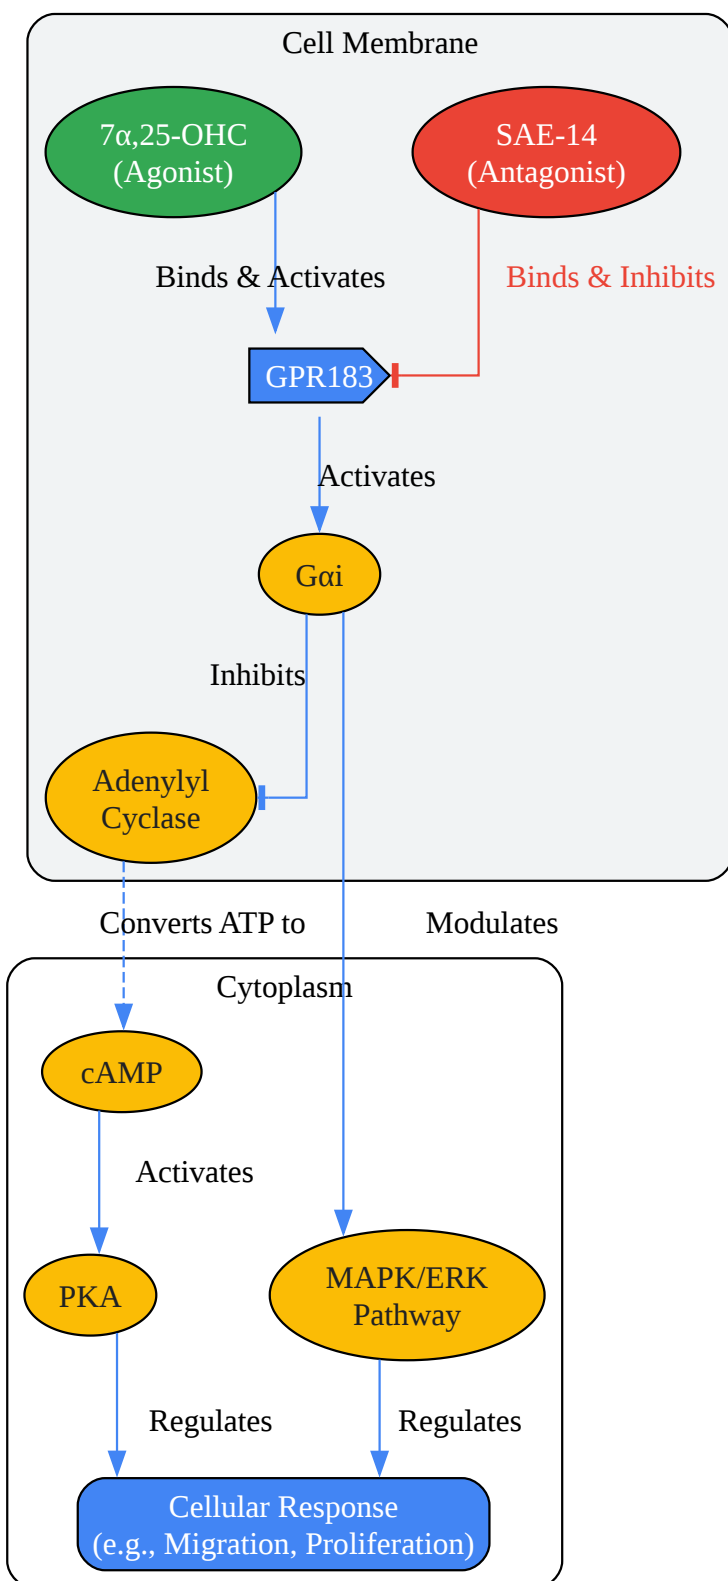 Cell Membrane
7α,25-OHC
(Agonist)
SAE-14
(Antagonist)
Binds & Activates
Binds & Inhibits
GPR183
Activates
Gαi
Inhibits
Adenylyl
Cyclase
Converts ATP to
Modulates
Cytoplasm
cAMP
Activates
PKA
MAPK/ERK
Pathway
Regulates
Regulates
Cellular Response
(e.g., Migration, Proliferation)